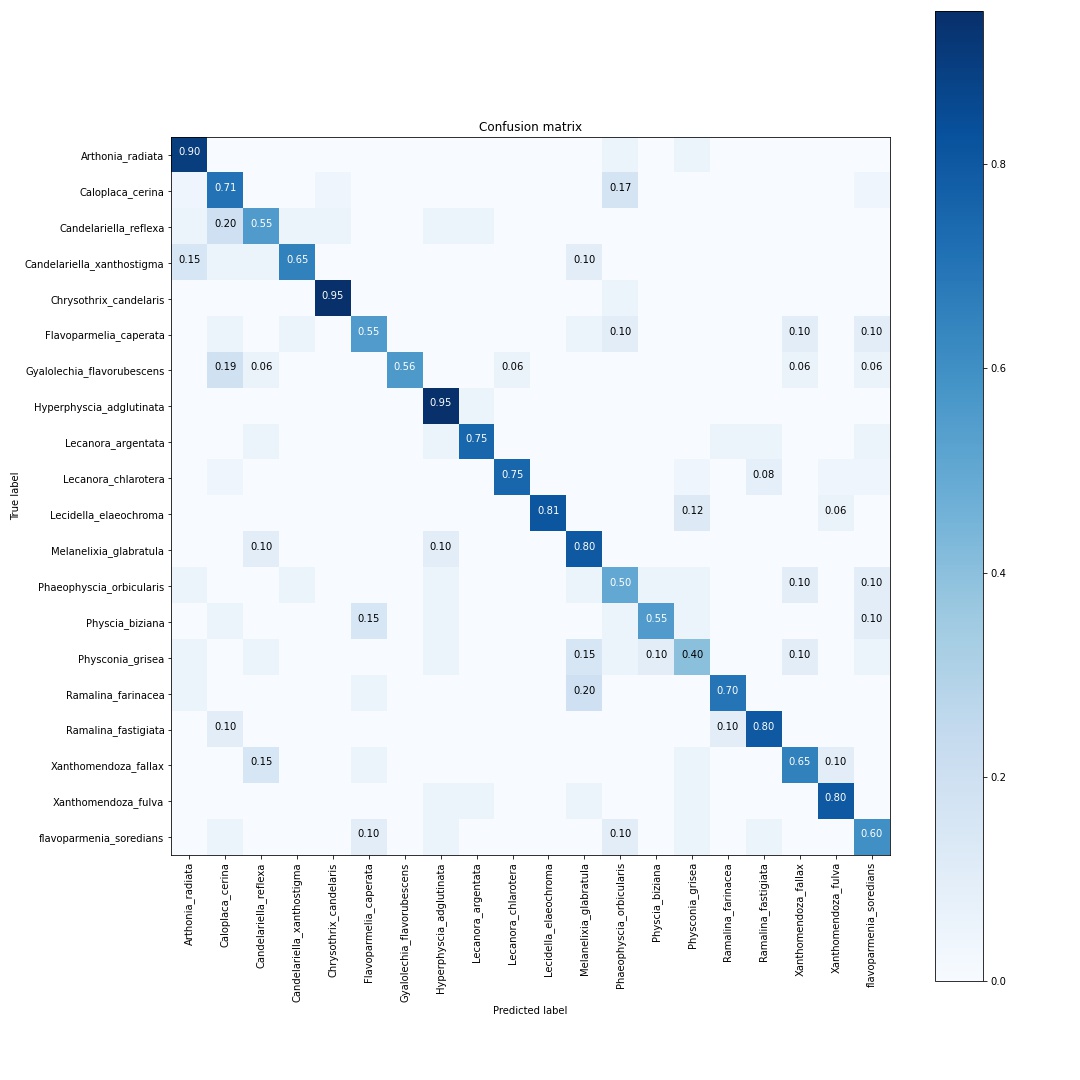 Confusion matrix
Arthonia_radiata 0.90
Caloplaca_cerina 0.71 0.17
Candelariella_reflexa 0.20 0.55
Candelariella_xanthostigma 0.15 0.65 0.10
Chrysothrix_candelaris 0.95
Flavoparmelia_caperata 0.55 0.10 0.10 0.10
Gyalolechia_flavorubescens 0.19 0.06 0.56 0.06 0.06 0.06
Hyperphyscia_adglutinata 0.95
Lecanora_argentata 0.75
Lecanora_chlarotera 0.75 0.08
Lecidella_elaeochroma 0.81 0.12 0.06
Melanelixia_glabratula 0.10 0.10 0.80
Phaeophyscia_orbicularis 0.50 0.10 0.10
Physcia_biziana 0.15 0.55 0.10
Physconia_grisea 0.15 0.10 0.40 0.10
Ramalina_farinacea 0.20 0.70
Ramalina_fastigiata 0.10 0.10 0.80
Xanthomendoza_fallax 0.15 0.65 0.10
Xanthomendoza_fulva 0.80
flavoparmenia_soredians 0.10 0.10 0.60
True label
Arthonia_radiata
Caloplaca_cerina
Candelariella_reflexa
Candelariella_xanthostigma
Chrysothrix_candelaris
Flavoparmelia_caperata
Gyalolechia_flavorubescens
Hyperphyscia_adglutinata
Lecanora_argentata
Lecanora_chlarotera
Lecidella_elaeochroma
Melanelixia_glabratula
Phaeophyscia_orbicularis
Physcia_biziana
Physconia_grisea
Ramalina_farinacea
Ramalina_fastigiata
Xanthomendoza_fallax
Xanthomendoza_fulva
flavoparmenia_soredians
Predicted label
0.8
0.6
0.4
0.2
0.0